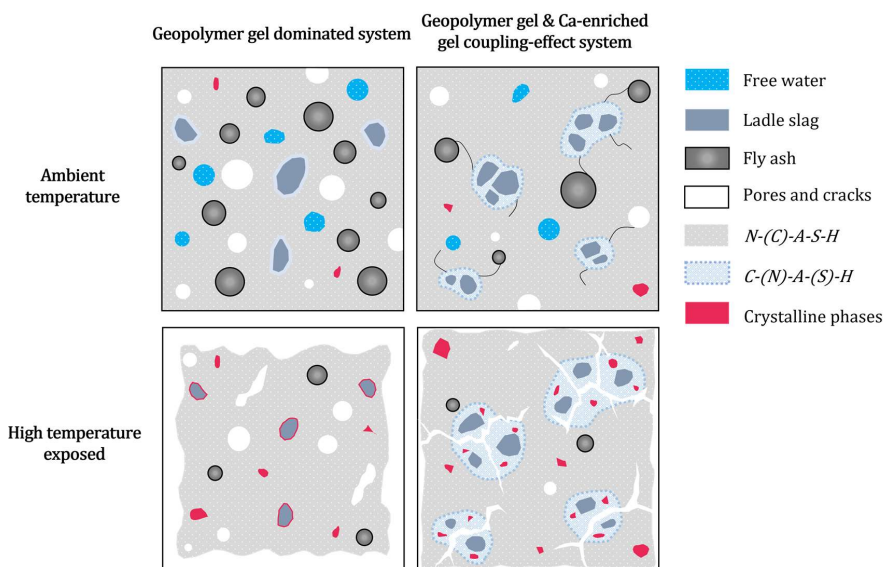 Geopolymer gel dominated system
Geopolymer gel & Ca-enriched
gel coupling-effect system
Ambient
temperature
High temperature
exposed
Free water
Ladle slag
Fly ash
Pores and cracks
N-(C)-A-S-H
C-(N)-A-(S)-H
Crystalline phases